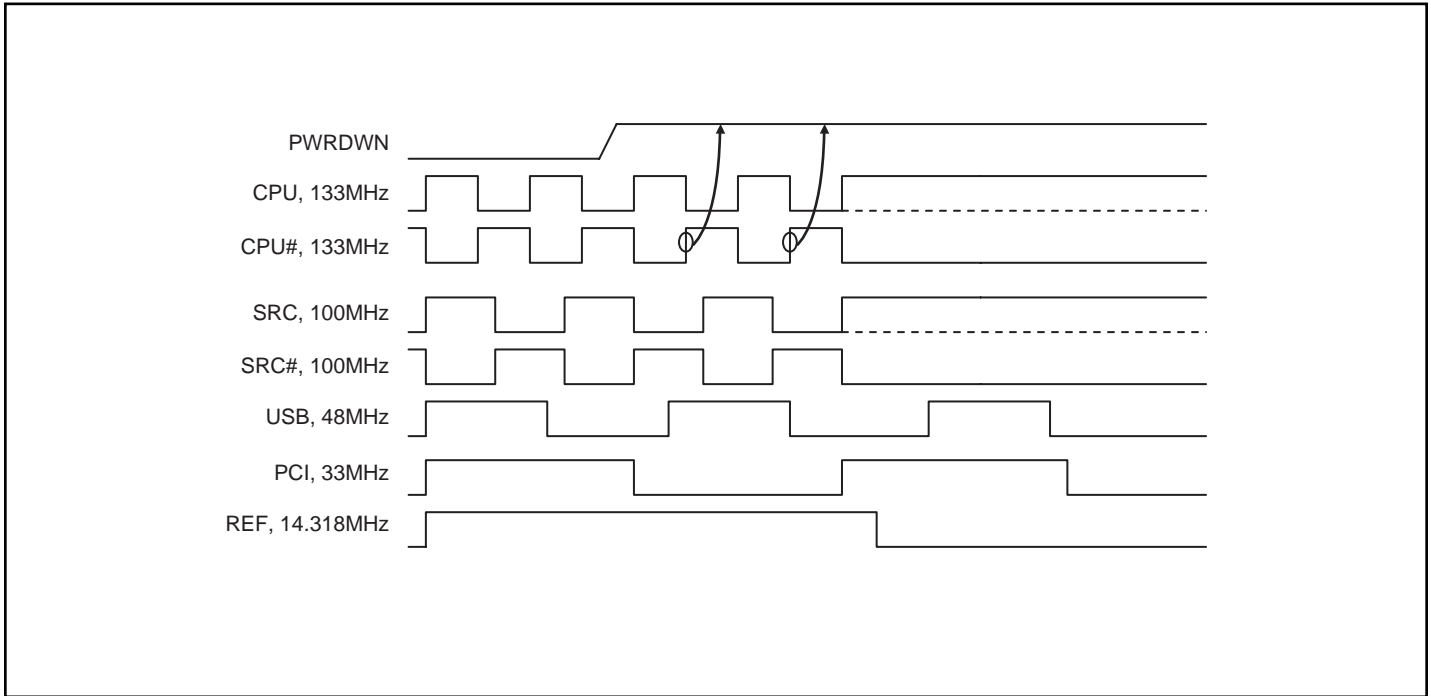 PWRDWN
CPU, 133MHz
CPU#, 133MHz
SRC, 100MHz
SRC#, 100MHz
USB, 48MHz
PCI, 33MHz
REF, 14.318MHz